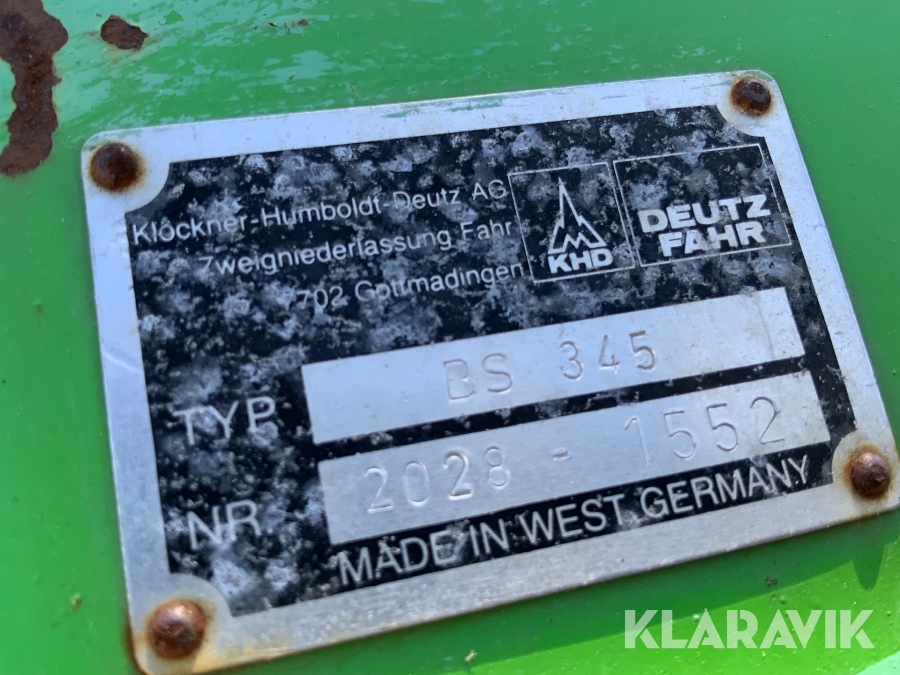 Klöckner-Humboldt-Deutz AG
Zweigniederlassung Fahr
7702 Gottmadingen
KHD
DEUTZ
FAHR
TYP BS 345
NR. 2028 - 1552
MADE IN WEST GERMANY
KLARAVIK